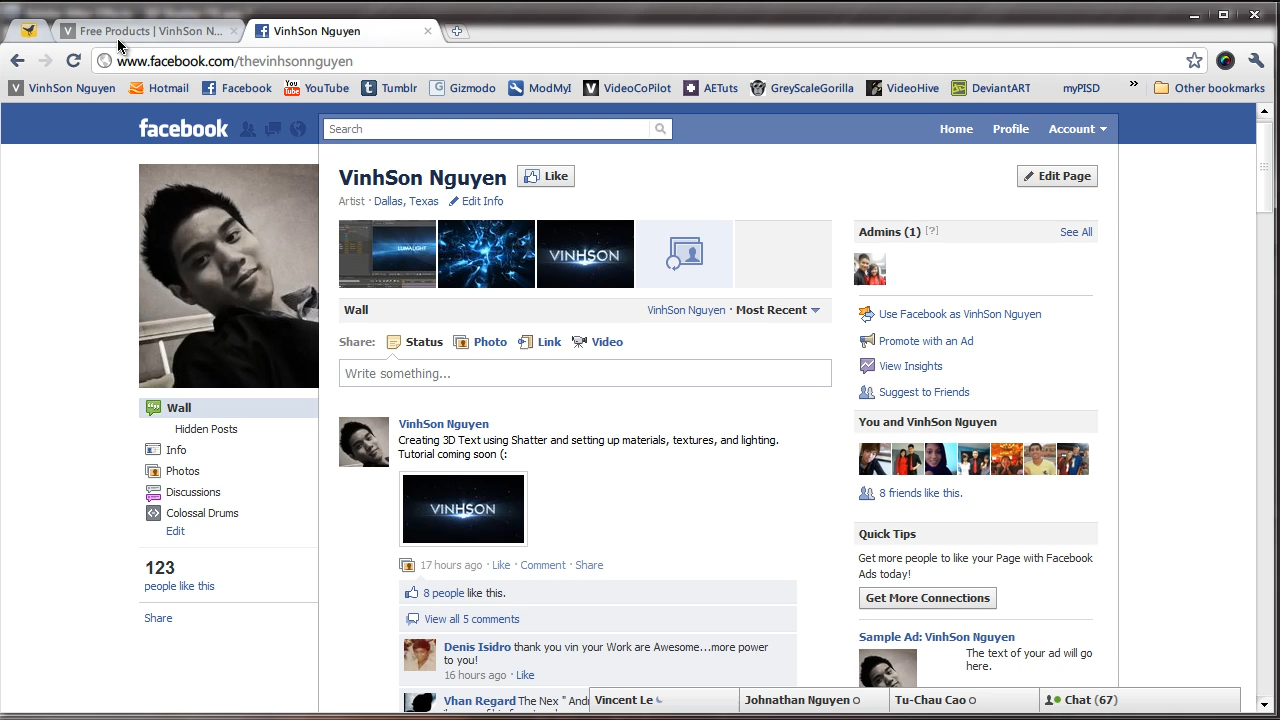 Free Products | VinhSon N...
VinhSon Nguyen
www.facebook.com/thevinhsonnguyen
VinhSon Nguyen
Hotmail
Facebook
YouTube
Tumblr
Gizmodo
ModMyI
VideoCoPilot
AETuts
GreyScaleGorilla
VideoHive
DeviantART
myPISD
Other bookmarks
facebook
Search
Home
Profile
Account
VinhSon Nguyen
Like
Edit Page
Artist · Dallas, Texas
Edit Info
LUMALIGHT
VINHSON
Admins (1) [?]
See All
Wall
VinhSon Nguyen · Most Recent
Use Facebook as VinhSon Nguyen
Promote with an Ad
View Insights
Suggest to Friends
Share:
Status
Photo
Link
Video
Write something...
Wall
Hidden Posts
Info
Photos
Discussions
Colossal Drums
Edit
123
people like this
Share
VinhSon Nguyen
Creating 3D Text using Shatter and setting up materials, textures, and lighting.
Tutorial coming soon (:
VINHSON
17 hours ago · Like · Comment · Share
8 people like this.
View all 5 comments
Denis Isidro thank you vin your Work are Awesome...more power
to you!
16 hours ago · Like
Vhan Regard The Nex "
You and VinhSon Nguyen
8 friends like this.
Quick Tips
Get more people to like your Page with Facebook
Ads today!
Get More Connections
Sample Ad: VinhSon Nguyen
The text of your ad will go
here.
Vincent Le
Johnathan Nguyen
Tu-Chau Cao
Chat (67)